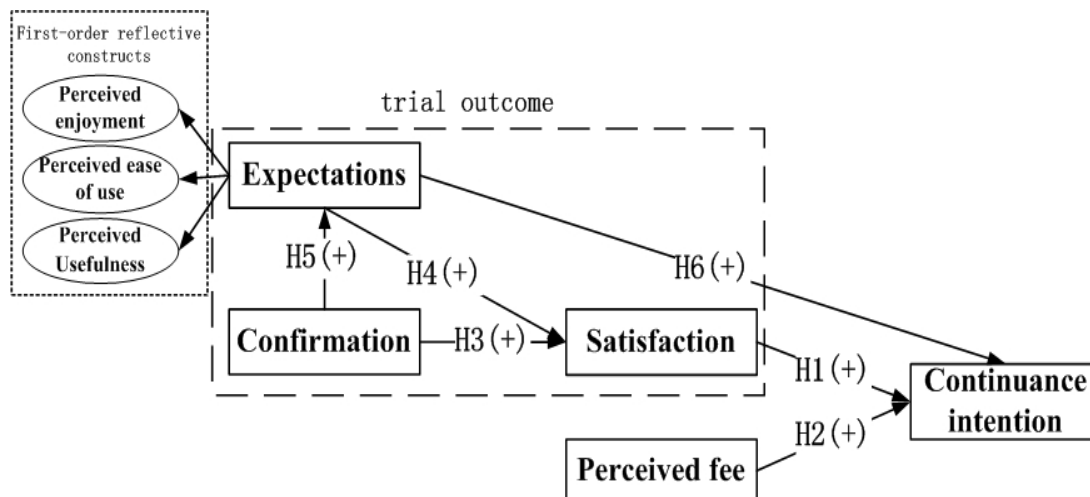 First-order reflective
constructs
Perceived
enjoyment
Perceived ease
of use
Perceived
Usefulness
trial outcome
Expectations
H5(+)
H4(+)
H6(+)
Confirmation
H3(+)
Satisfaction
H1(+)
Continuance
intention
H2(+)
Perceived fee